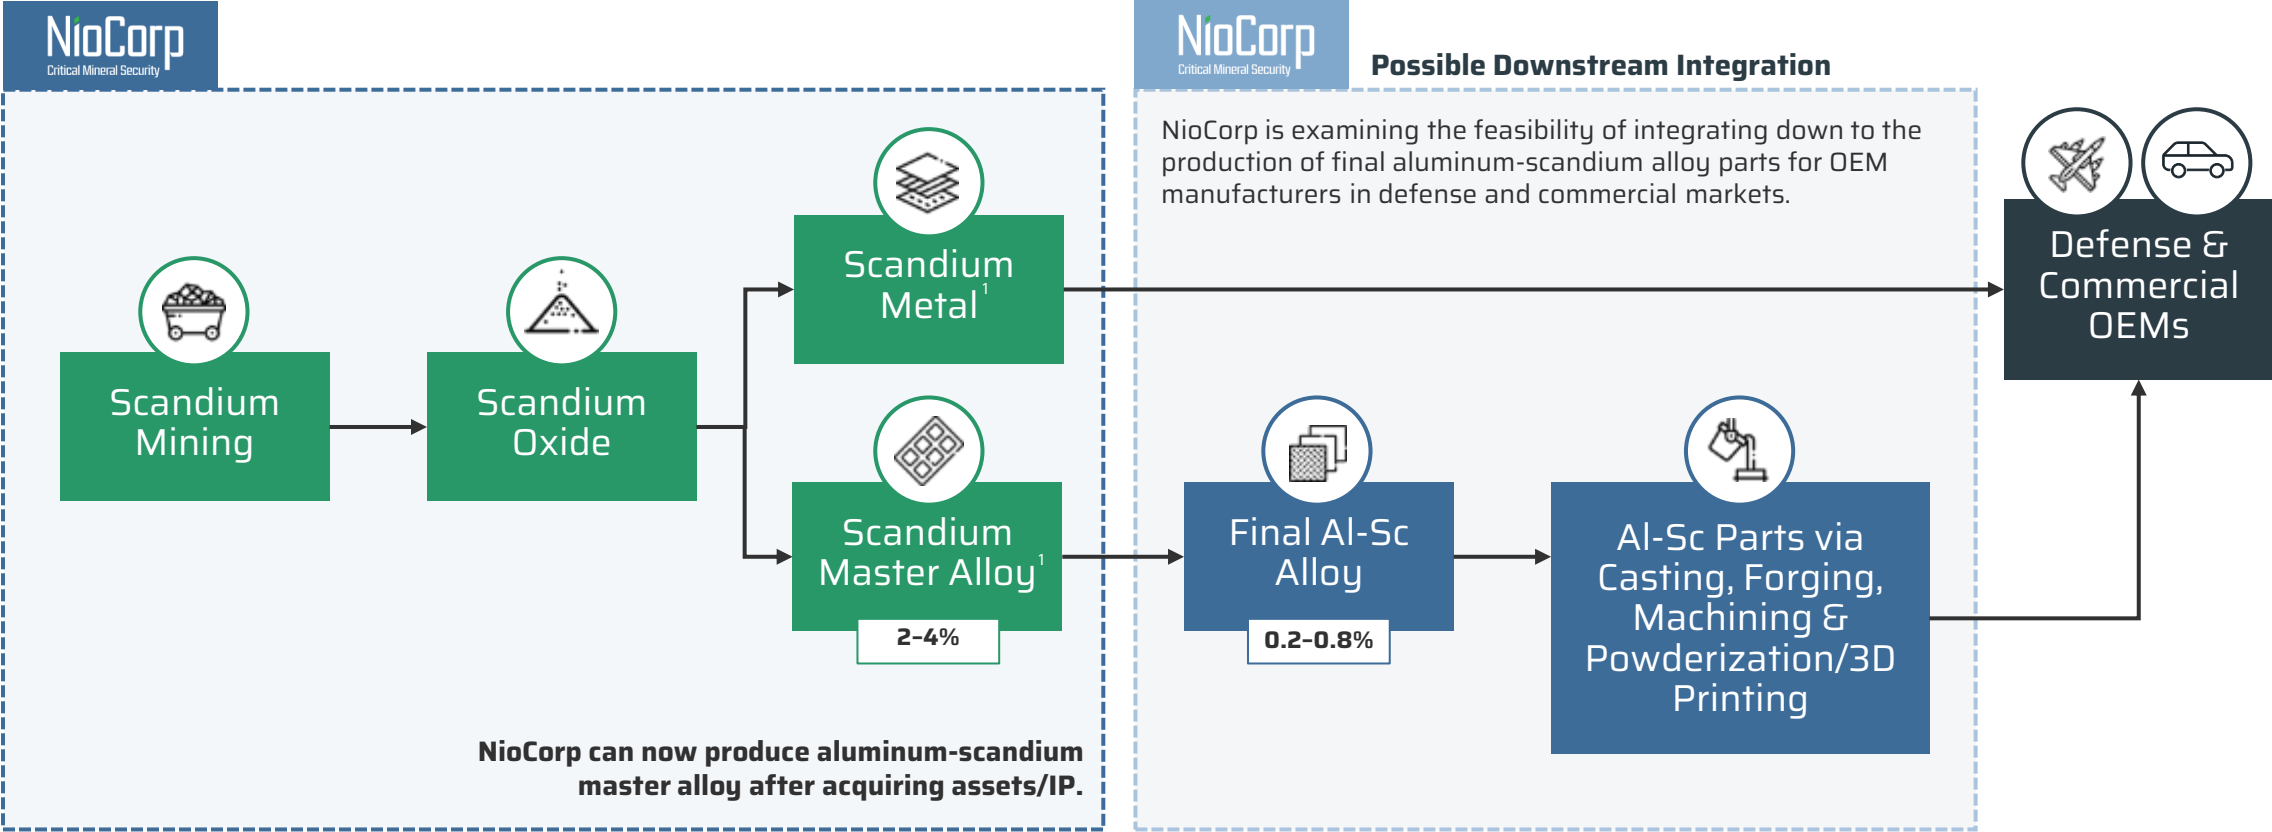 NioCorp
Critical Mineral Security
NioCorp
Critical Mineral Security
Possible Downstream Integration
NioCorp is examining the feasibility of integrating down to the
production of final aluminum-scandium alloy parts for OEM
manufacturers in defense and commercial markets.
Scandium
Mining
Scandium
Oxide
Scandium
Metal¹
Scandium
Master Alloy¹
2–4%
Final Al-Sc
Alloy
0.2–0.8%
Al-Sc Parts via
Casting, Forging,
Machining &
Powderization/3D
Printing
Defense &
Commercial
OEMs
NioCorp can now produce aluminum-scandium
master alloy after acquiring assets/IP.